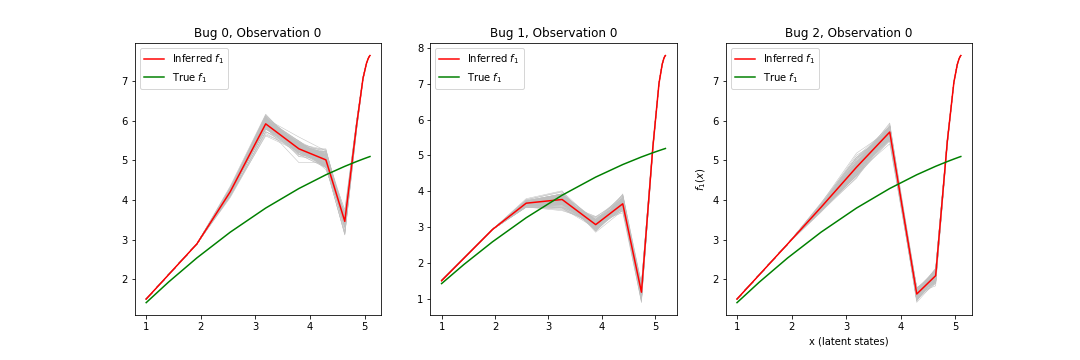 Bug 0, Observation 0
Inferred f₁
True f₁
7
6
5
4
3
2
1 2 3 4 5
Bug 1, Observation 0
Inferred f₁
True f₁
8
7
6
5
4
3
2
1
1 2 3 4 5
Bug 2, Observation 0
Inferred f₁
True f₁
f₁(x)
7
6
5
4
3
2
1 2 3 4 5
x (latent states)